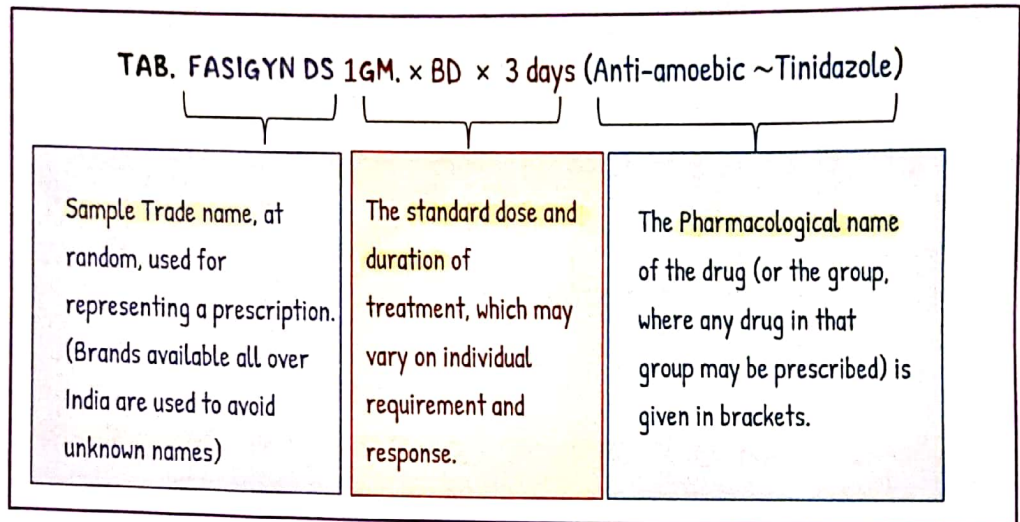 TAB. FASIGYN DS 1GM. × BD × 3 days (Anti-amoebic ~Tinidazole)
Sample Trade name, at
random, used for
representing a prescription.
(Brands available all over
India are used to avoid
unknown names)
The standard dose and
duration of
treatment, which may
vary on individual
requirement and
response.
The Pharmacological name
of the drug (or the group,
where any drug in that
group may be prescribed) is
given in brackets.